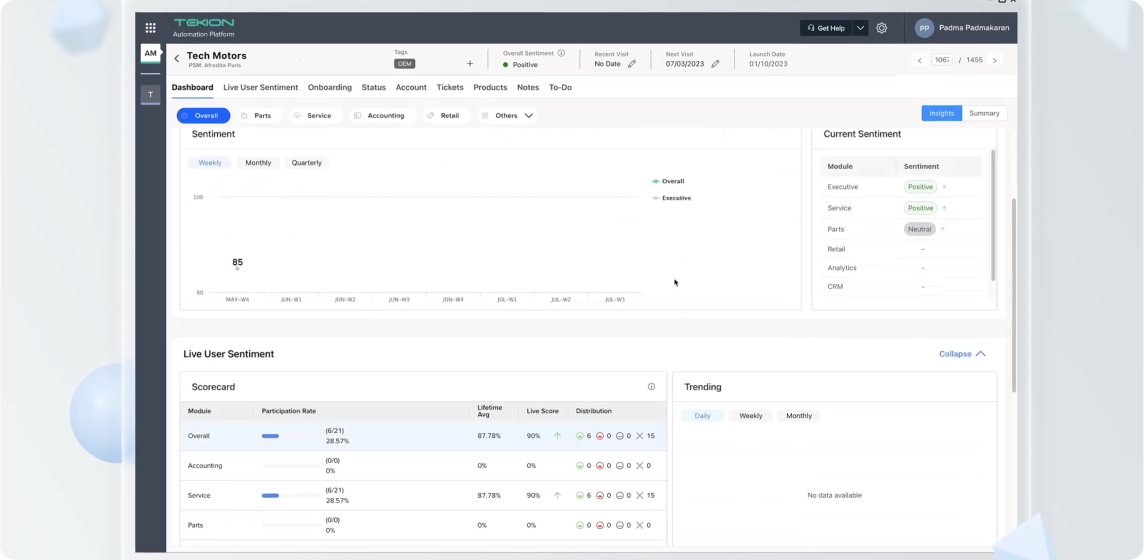 TEKION
Automation Platform
Get Help
PP
Padma Padmakaran
AM
T
Tech Motors
PSM: Afrodita Puris
Tags
OEM
+
Overall Sentiment
Positive
Recent Visit
No Date
Next Visit
07/03/2023
Launch Date
01/10/2023
/ 1455
Dashboard Live User Sentiment Onboarding Status Account Tickets Products Notes To-Do
Overall Parts Service Accounting Retail Others
Insights Summary
Sentiment
Weekly Monthly Quarterly
Overall
Executive
100
85
80
MAY-W4 JUN-W1 JUN-W2 JUN-W3 JUN-W4 JUL-W1 JUL-W2 JUL-W3
Current Sentiment
Module Sentiment
Executive Positive
Service Positive
Parts Neutral
Retail -
Analytics -
CRM -
Live User Sentiment
Collapse
Scorecard
Module Participation Rate Lifetime Avg Live Score Distribution
Overall (6/21) 28.57% 87.78% 90% 6 0 0 15
Accounting (0/0) 0% 0% 0% 0 0 0 0
Service (6/21) 28.57% 87.78% 90% 6 0 0 15
Parts (0/0) 0% 0% 0% 0 0 0 0
Trending
Daily Weekly Monthly
No data available